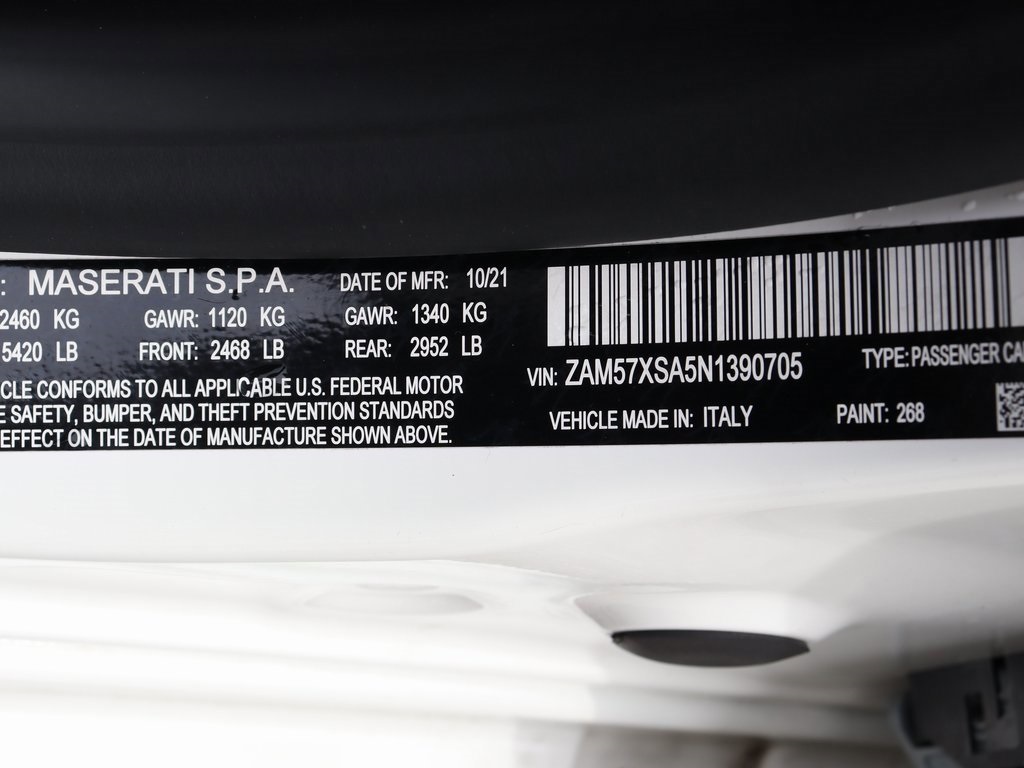 : MASERATI S.P.A. DATE OF MFR: 10/21
2460 KG GAWR: 1120 KG GAWR: 1340 KG
5420 LB FRONT: 2468 LB REAR: 2952 LB
CLE CONFORMS TO ALL APPLICABLE U.S. FEDERAL MOTOR
E SAFETY, BUMPER, AND THEFT PREVENTION STANDARDS
EFFECT ON THE DATE OF MANUFACTURE SHOWN ABOVE.
VIN: ZAM57XSA5N1390705 TYPE: PASSENGER CA
VEHICLE MADE IN: ITALY PAINT: 268